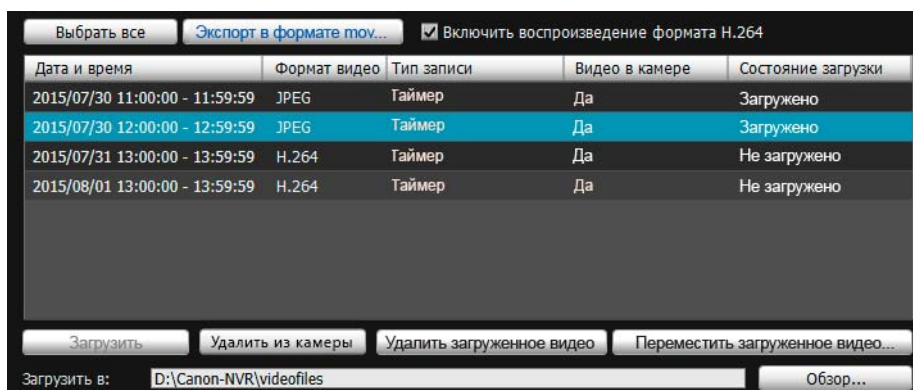 Выбрать все Экспорт в формате mov... Включить воспроизведение формата H.264
Дата и время Формат видео Тип записи Видео в камере Состояние загрузки
2015/07/30 11:00:00 - 11:59:59 JPEG Таймер Да Загружено
2015/07/30 12:00:00 - 12:59:59 JPEG Таймер Да Загружено
2015/07/31 13:00:00 - 13:59:59 H.264 Таймер Да Не загружено
2015/08/01 13:00:00 - 13:59:59 H.264 Таймер Да Не загружено
Загрузить Удалить из камеры Удалить загруженное видео Переместить загруженное видео...
Загрузить в: D:\Canon-NVR\videofiles Обзор...